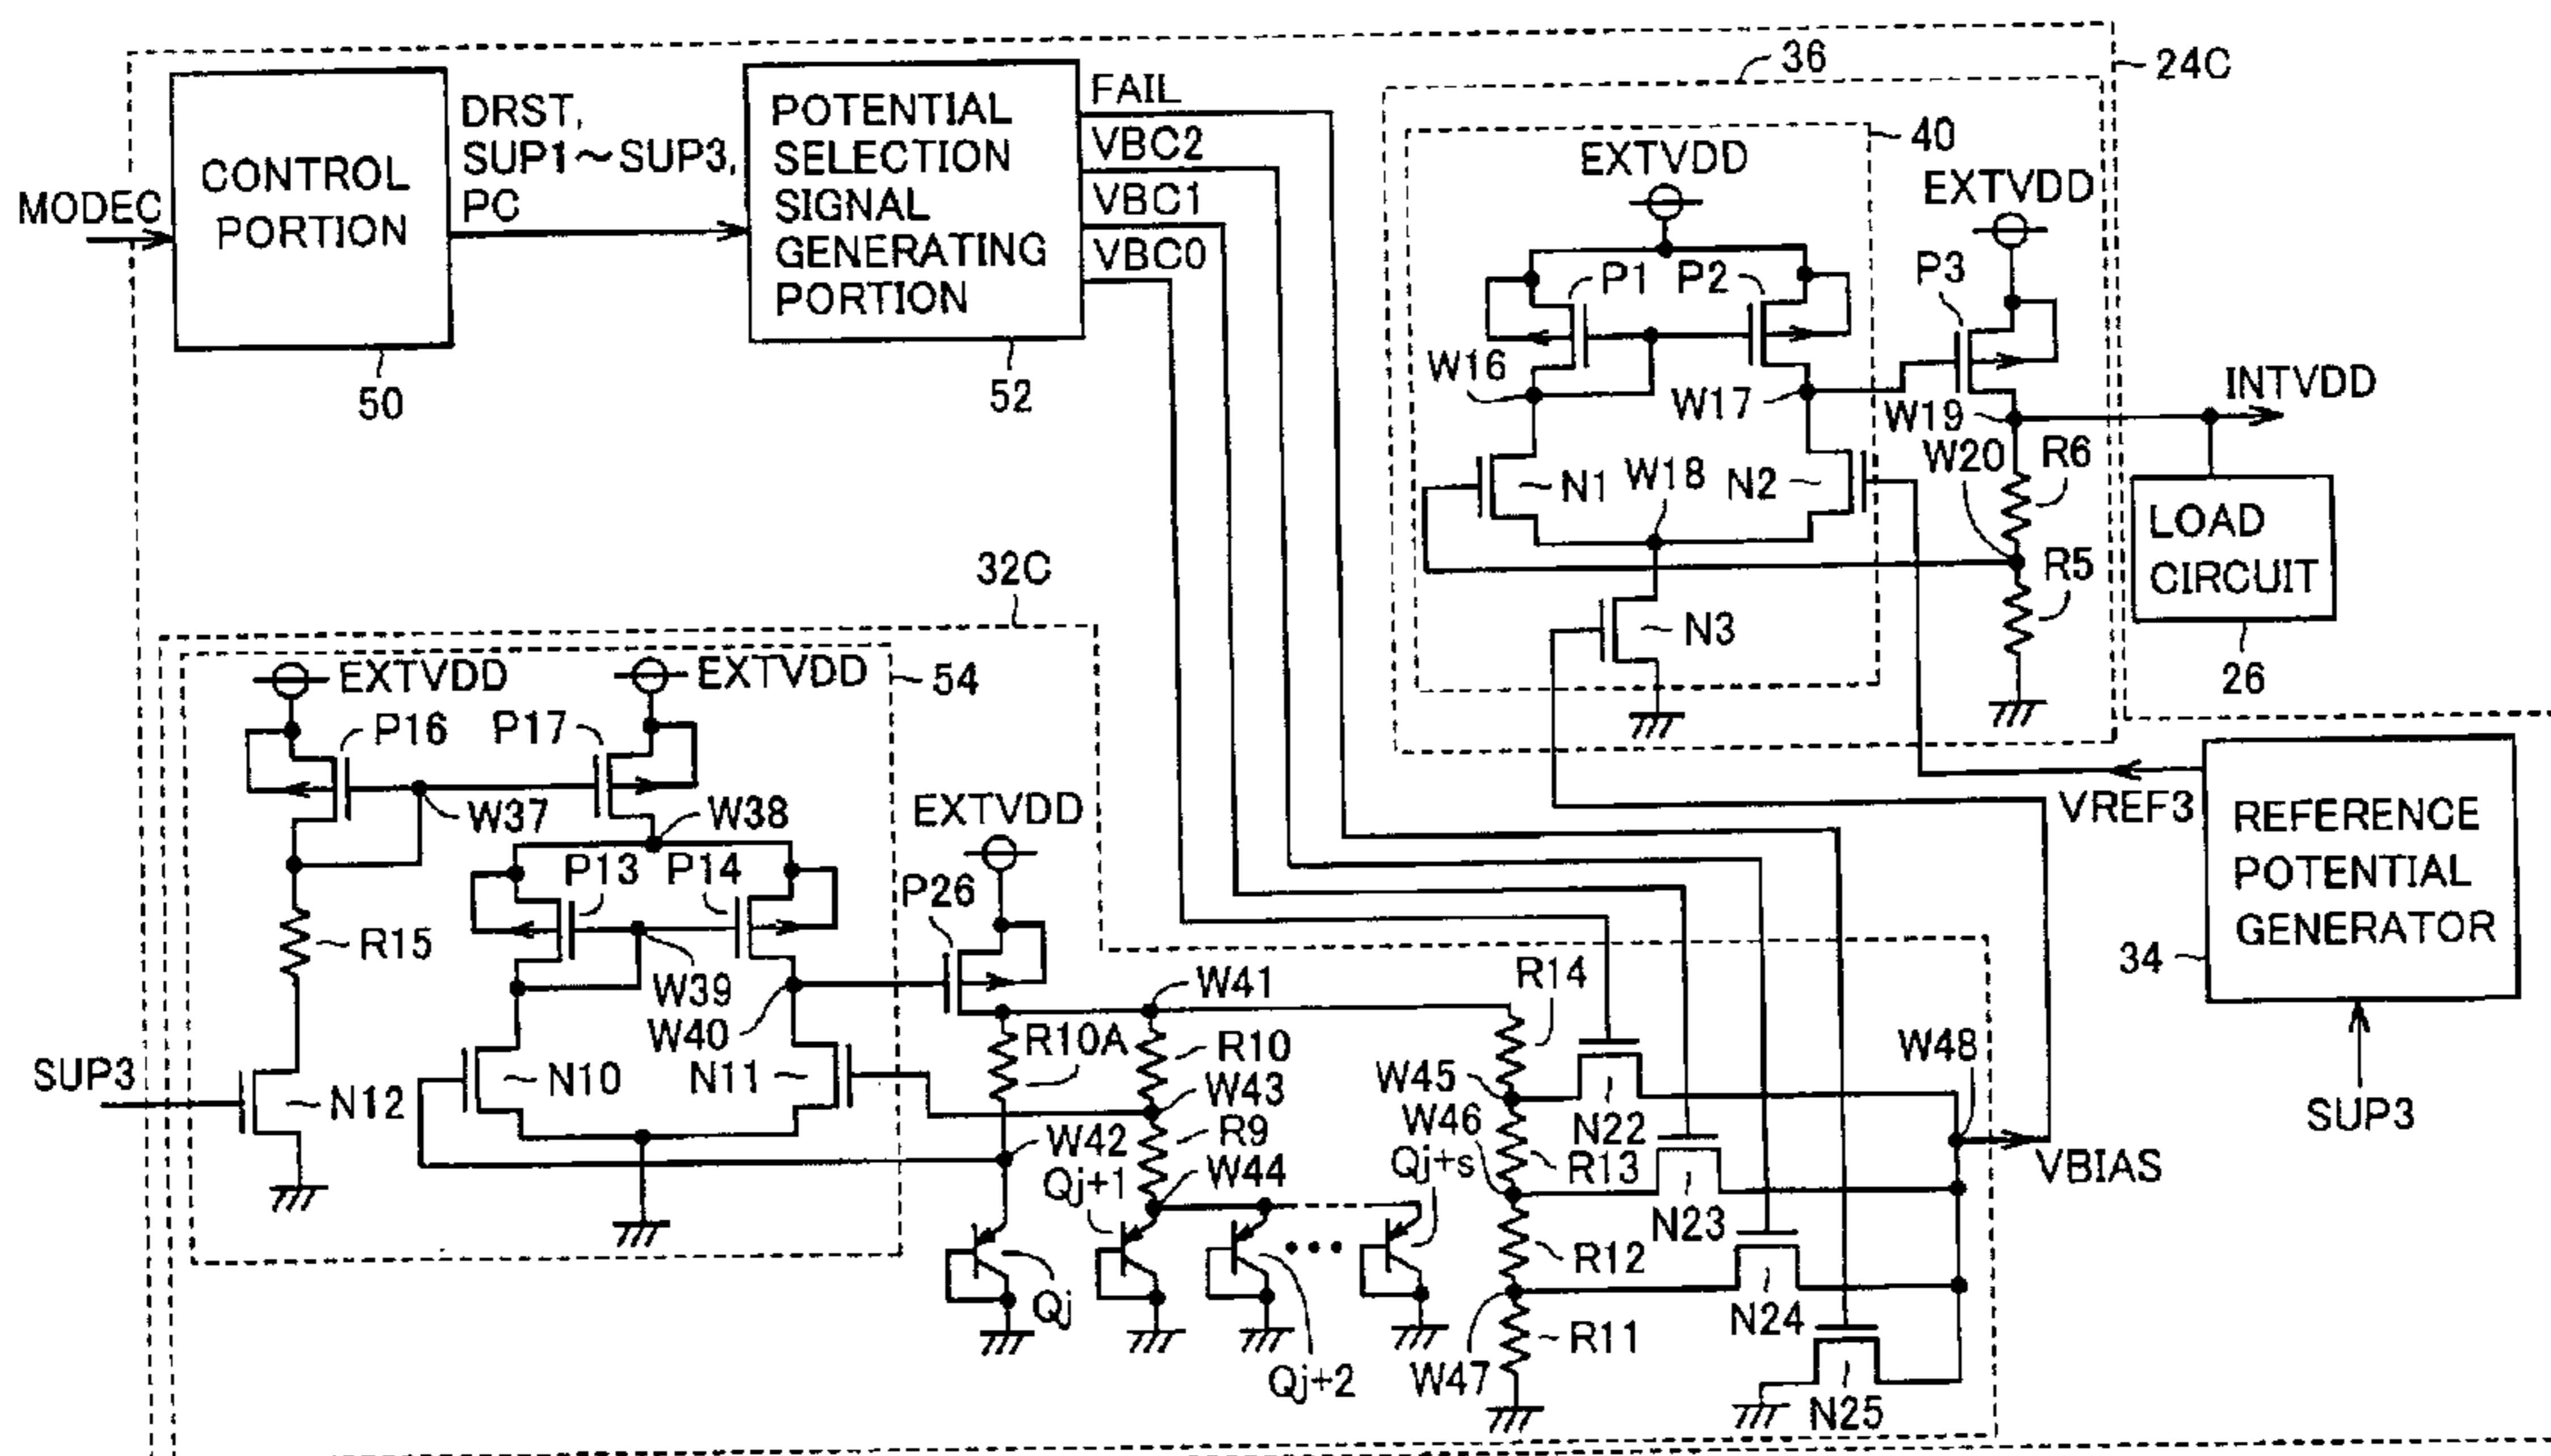 24C
36
MODEC
CONTROL
PORTION
50
DRST,
SUP1~SUP3,
PC
POTENTIAL
SELECTION
SIGNAL
GENERATING
PORTION
52
FAIL
VBC2
VBC1
VBC0
40
EXTVDD
EXTVDD
P1
P2
P3
W16
W17
W19
INTVDD
W20
R6
N1
W18
N2
R5
N3
LOAD
CIRCUIT
26
32C
54
EXTVDD
EXTVDD
P16
P17
W37
W38
EXTVDD
P13
P14
P26
R15
W39
W40
W41
R14
R10A
R10
SUP3
N12
N10
N11
W43
W42
R9
W44
Qj+1
Qj+s
W45
W46
N22
R13
W48
VBIAS
N23
R12
Qj
N24
R11
Qj+2
W47
N25
VREF3
REFERENCE
POTENTIAL
GENERATOR
34
SUP3